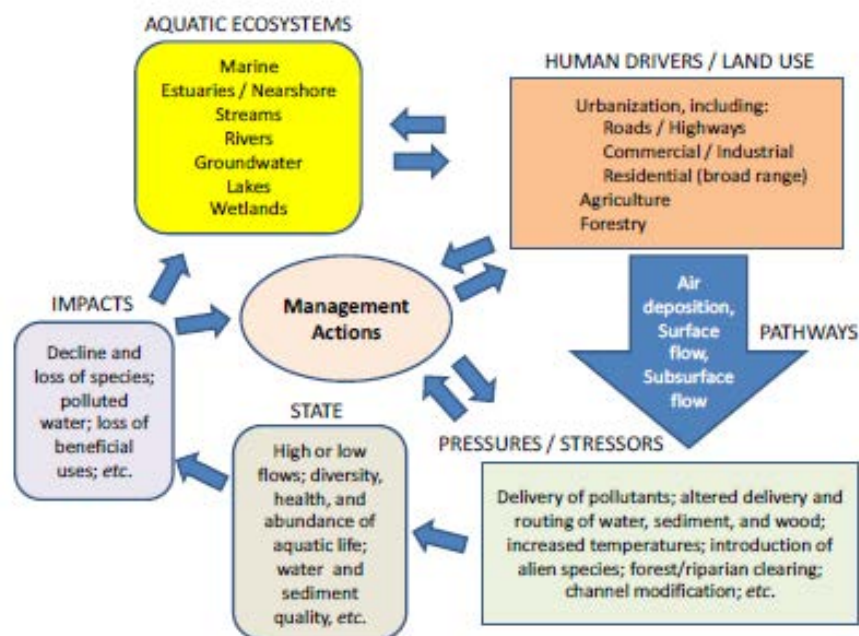 AQUATIC ECOSYSTEMS
Marine
Estuaries / Nearshore
Streams
Rivers
Groundwater
Lakes
Wetlands
HUMAN DRIVERS / LAND USE
Urbanization, including:
Roads / Highways
Commercial / Industrial
Residential (broad range)
Agriculture
Forestry
Management
Actions
Air
deposition,
Surface
flow,
Subsurface
flow
PATHWAYS
IMPACTS
Decline and
loss of species;
polluted
water; loss of
beneficial
uses; etc.
STATE
High or low
flows; diversity,
health, and
abundance of
aquatic life;
water and
sediment
quality, etc.
PRESSURES / STRESSORS
Delivery of pollutants; altered delivery and
routing of water, sediment, and wood;
increased temperatures; introduction of
alien species; forest/riparian clearing;
channel modification; etc.